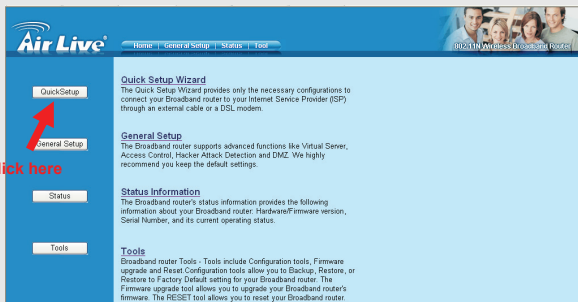 Air Live
Home | General Setup | Status | Tool
802.11N Wireless Broadband Router
QuickSetup
Quick Setup Wizard
The Quick Setup Wizard provides only the necessary configurations to
connect your Broadband router to your Internet Service Provider (ISP)
through an external cable or a DSL modem.
General Setup
General Setup
The Broadband router supports advanced functions like Virtual Server,
Access Control, Hacker Attack Detection and DMZ. We highly
recommend you keep the default settings.
lick here
Status
Status Information
The Broadband router's status information provides the following
information about your Broadband router: Hardware/Firmware version,
Serial Number, and its current operating status.
Tools
Tools
Broadband router Tools - Tools include Configuration tools, Firmware
upgrade and Reset.Configuration tools allow you to Backup, Restore, or
Restore to Factory Default setting for your Broadband router. The
Firmware upgrade tool allows you to upgrade your Broadband router's
firmware. The RESET tool allows you to reset your Broadband router.